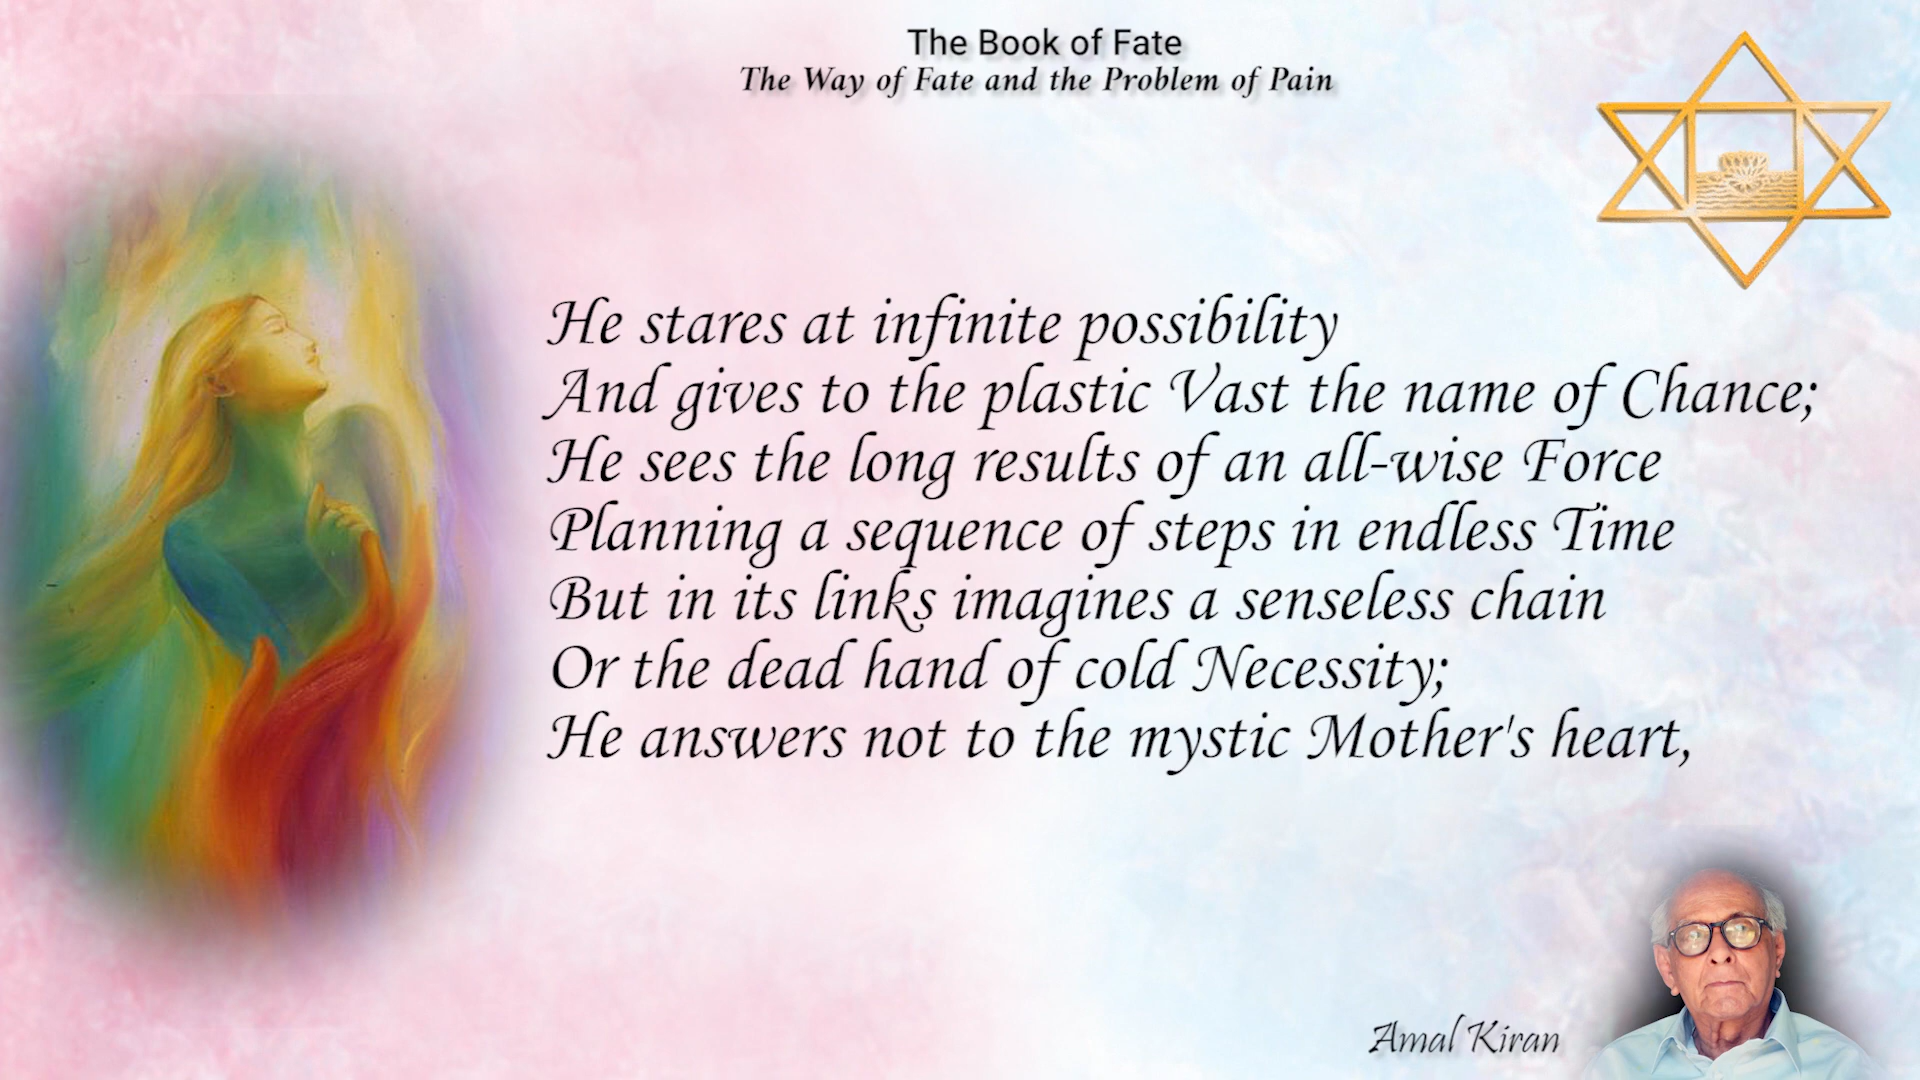 The Book of Fate
The Way of Fate and the Problem of Pain
He stares at infinite possibility
And gives to the plastic Vast the name of Chance;
He sees the long results of an all-wise Force
Planning a sequence of steps in endless Time
But in its links imagines a senseless chain
Or the dead hand of cold Necessity;
He answers not to the mystic Mother's heart,
Amal Kiran